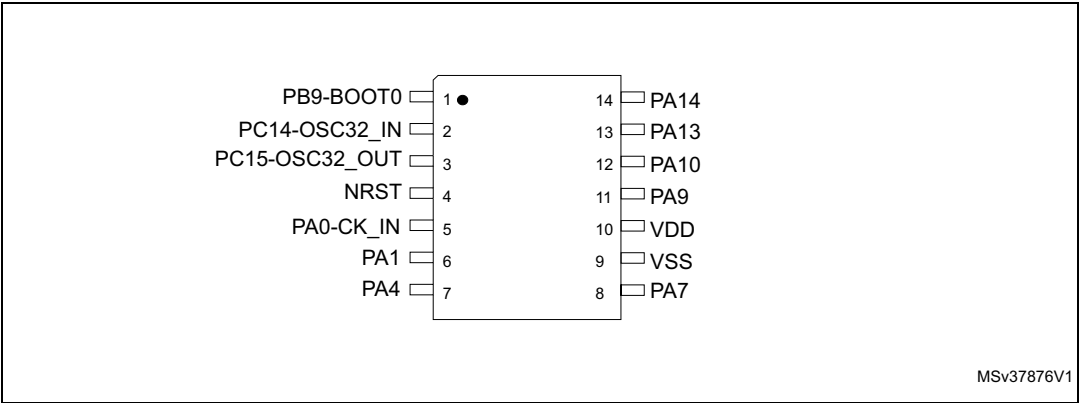 PB9-BOOT0 1 14 PA14
PC14-OSC32_IN 2 13 PA13
PC15-OSC32_OUT 3 12 PA10
NRST 4 11 PA9
PA0-CK_IN 5 10 VDD
PA1 6 9 VSS
PA4 7 8 PA7
MSv37876V1